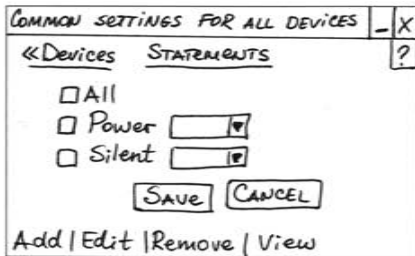 COMMON SETTINGS FOR ALL DEVICES - X
«Devices STATEMENTS ?
All
Power
Silent
SAVE CANCEL
Add | Edit | Remove | View